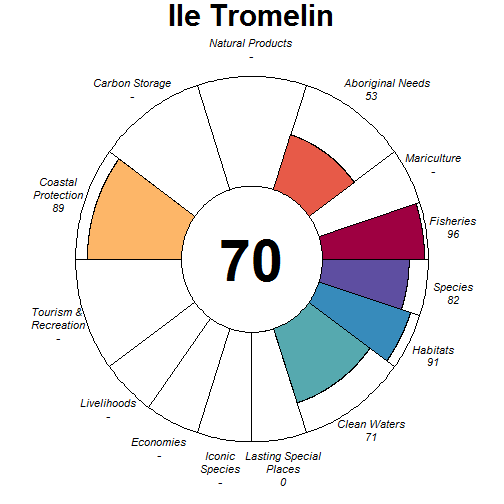 Ile Tromelin
Natural Products
-
Carbon Storage
-
Aboriginal Needs
53
Mariculture
-
Coastal
Protection
89
Fisheries
96
70
Species
82
Tourism &
Recreation
-
Habitats
91
Livelihoods
-
Clean Waters
71
Economies
-
Iconic
Species
-
Lasting Special
Places
0